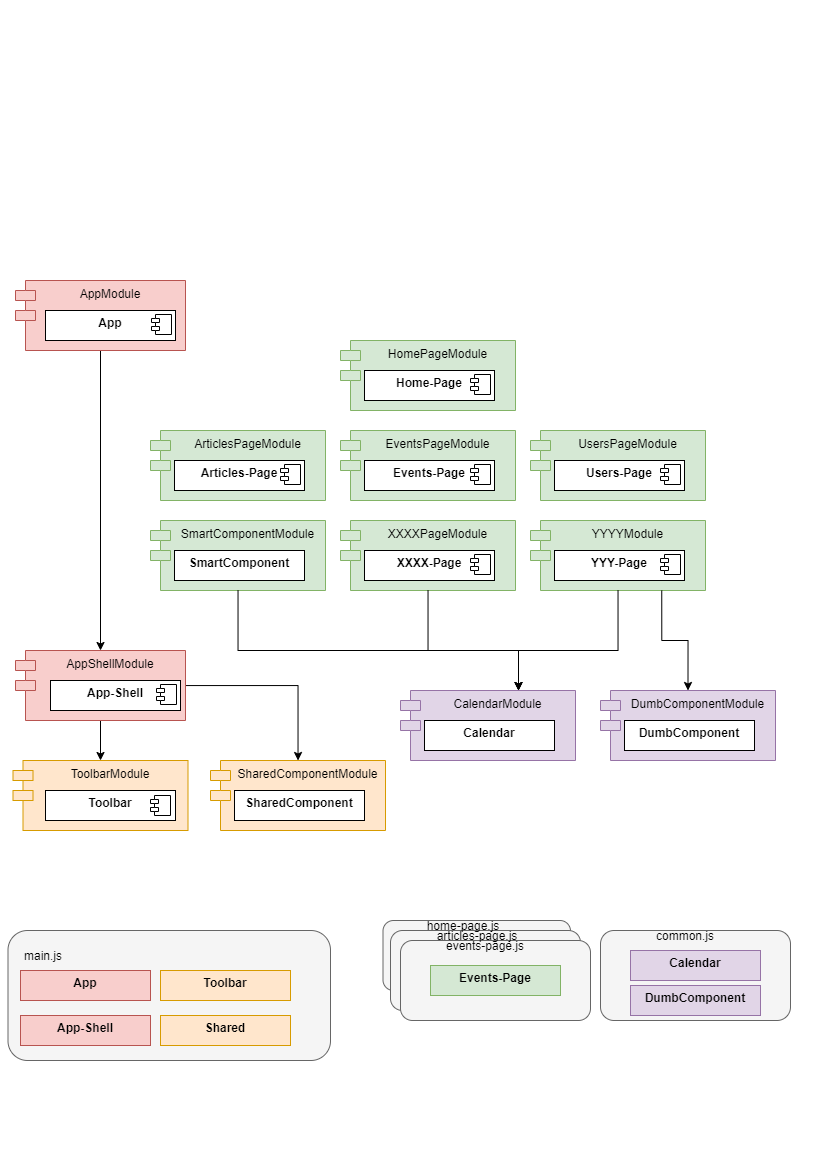 AppModule
App
HomePageModule
Home-Page
ArticlesPageModule
Articles-Page
EventsPageModule
Events-Page
UsersPageModule
Users-Page
SmartComponentModule
SmartComponent
XXXXPageModule
XXXX-Page
YYYYModule
YYY-Page
AppShellModule
App-Shell
CalendarModule
Calendar
DumbComponentModule
DumbComponent
ToolbarModule
Toolbar
SharedComponentModule
SharedComponent
main.js
App
Toolbar
App-Shell
Shared
home-page.js
articles-page.js
events-page.js
Events-Page
common.js
Calendar
DumbComponent